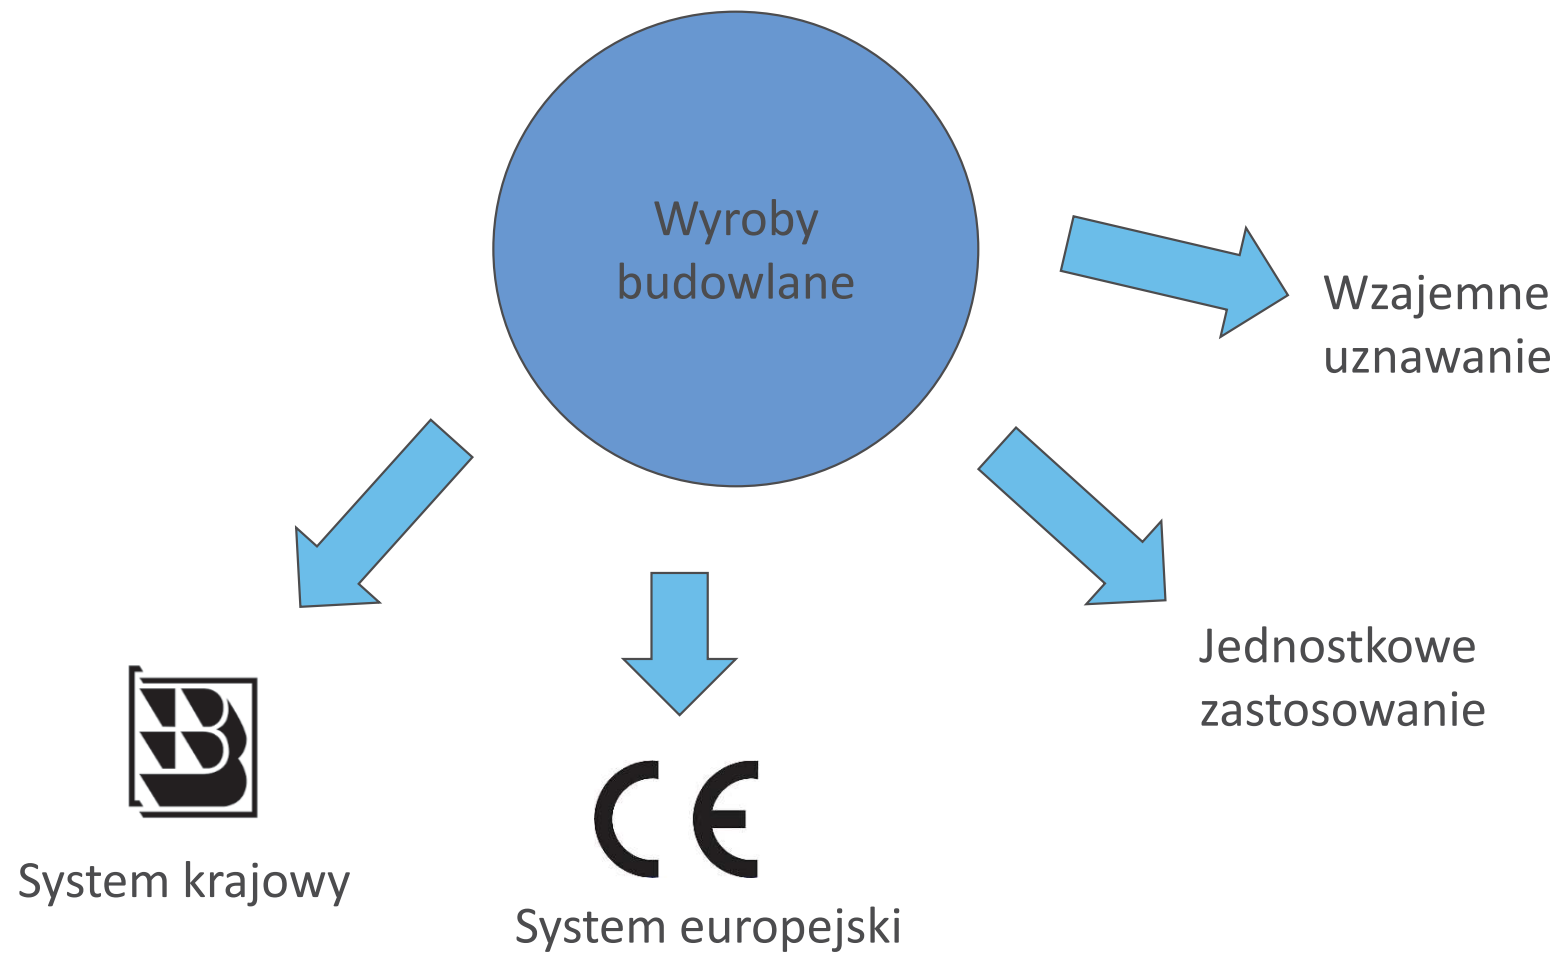 Wyroby
budowlane
Wzajemne
uznawanie
Jednostkowe
zastosowanie
B
System krajowy
CE
System europejski